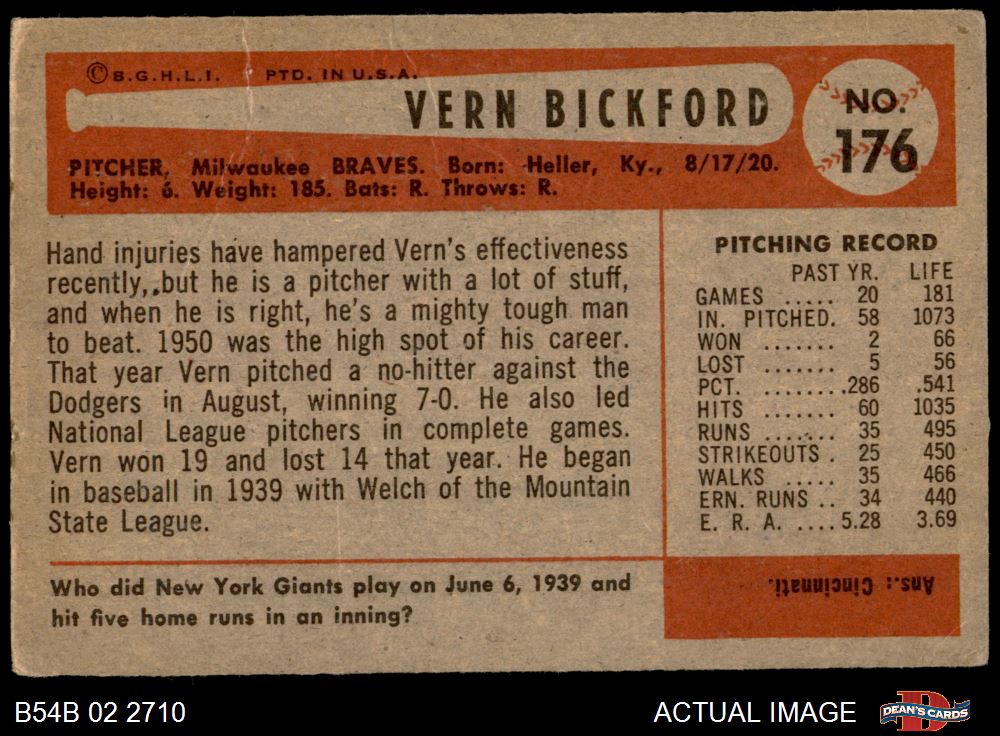 ©B.G.H.L.I. PTD. IN U.S.A.
VERN BICKFORD
NO.
176
PITCHER, Milwaukee BRAVES. Born: Heller, Ky., 8/17/20.
Height: 6. Weight: 185. Bats: R. Throws: R.
Hand injuries have hampered Vern's effectiveness
recently, but he is a pitcher with a lot of stuff,
and when he is right, he's a mighty tough man
to beat. 1950 was the high spot of his career.
That year Vern pitched a no-hitter against the
Dodgers in August, winning 7-0. He also led
National League pitchers in complete games.
Vern won 19 and lost 14 that year. He began
in baseball in 1939 with Welch of the Mountain
State League.
PITCHING RECORD
PAST YR. LIFE
GAMES ..... 20 181
IN. PITCHED. 58 1073
WON ....... 2 66
LOST ....... 5 56
PCT. ........ .286 .541
HITS ....... 60 1035
RUNS ....... 35 495
STRIKEOUTS . 25 450
WALKS ..... 35 466
ERN. RUNS .. 34 440
E. R. A. .... 5.28 3.69
Who did New York Giants play on June 6, 1939 and
hit five home runs in an inning?
Ans.: Cincinnati.
B54B 02 2710
ACTUAL IMAGE
DEAN'S CARDS